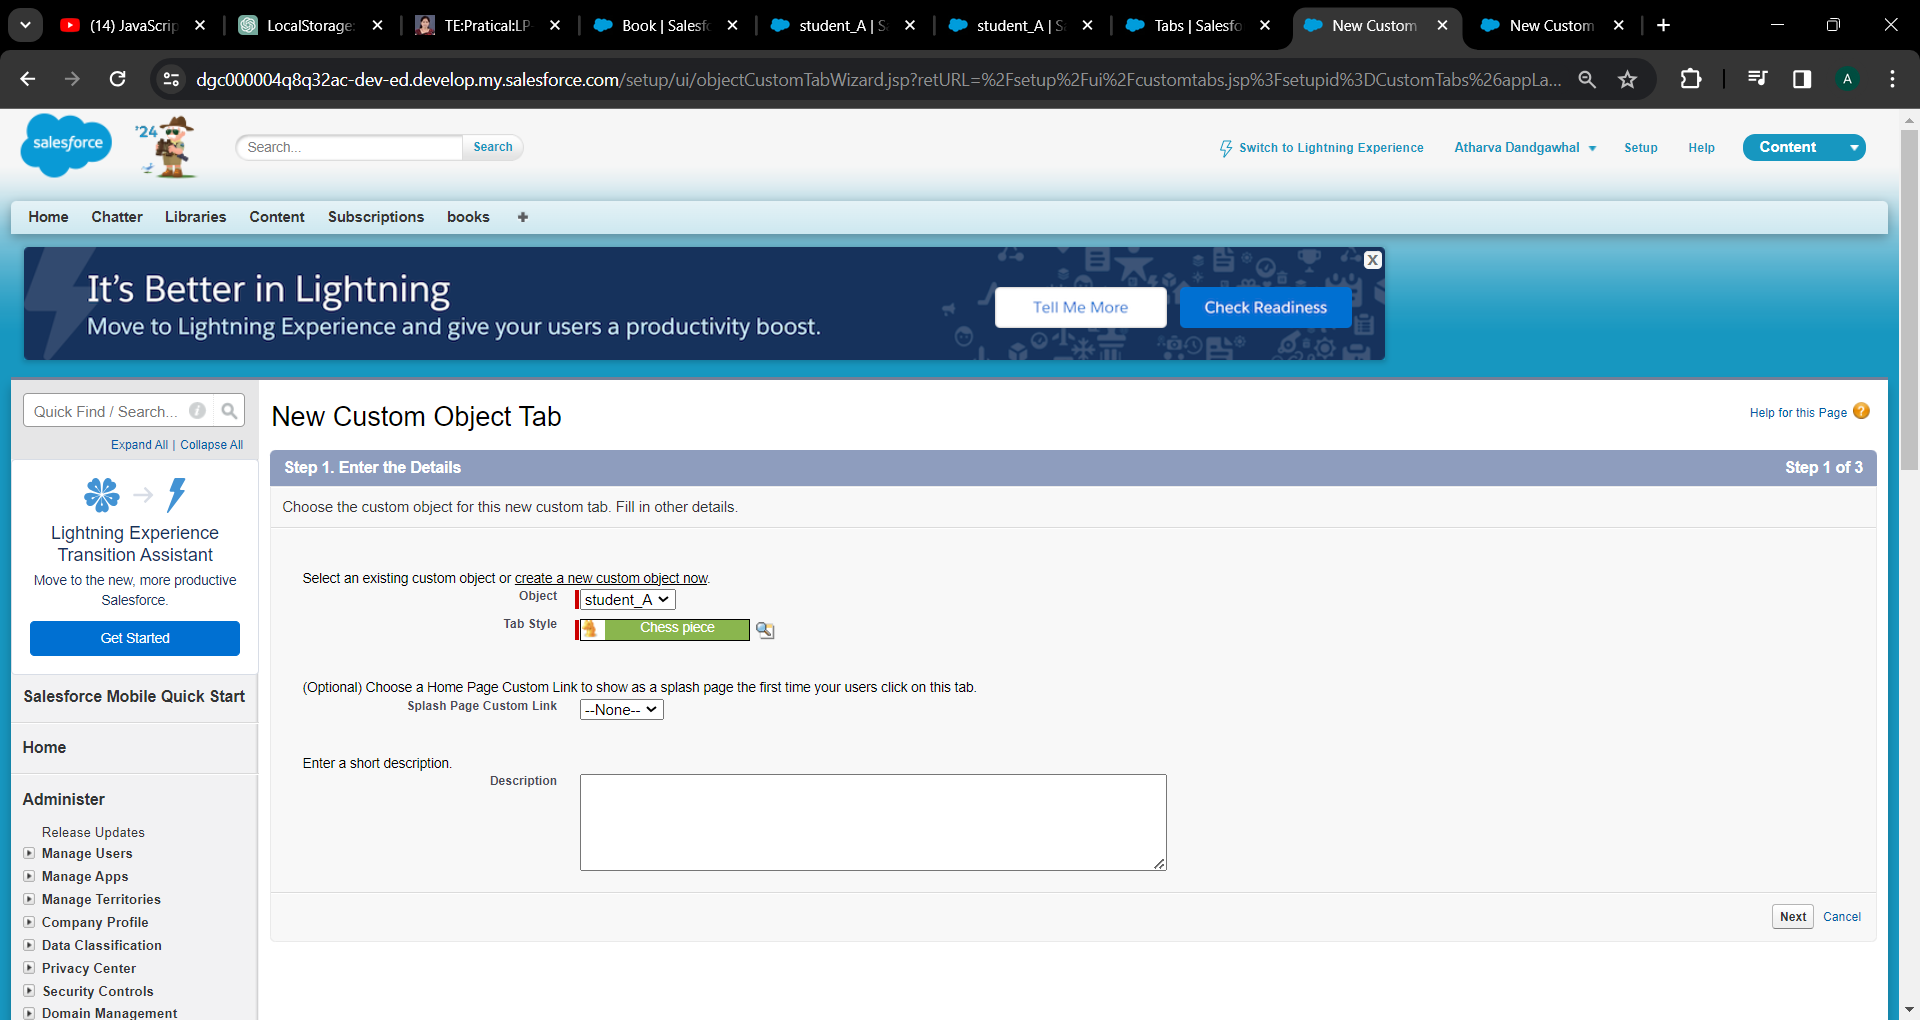 (14) JavaScrip
LocalStorage:
TE:Pratical:LP
Book | Salesf
student_A | S
student_A | S
Tabs | Salesfo
New Custom
New Custom
dgc000004q8q32ac-dev-ed.develop.my.salesforce.com/setup/ui/objectCustomTabWizard.jsp?retURL=%2Fsetup%2Fui%2Fcustomtabs.jsp%3Fsetupid%3DCustomTabs%26appLa...
A
salesforce
'24
Search...
Search
Switch to Lightning Experience
Atharva Dandgawhal
Setup
Help
Content
Home
Chatter
Libraries
Content
Subscriptions
books
+
It's Better in Lightning
Move to Lightning Experience and give your users a productivity boost.
Tell Me More
Check Readiness
X
Quick Find / Search...
Expand All | Collapse All
Lightning Experience
Transition Assistant
Move to the new, more productive
Salesforce.
Get Started
Salesforce Mobile Quick Start
Home
Administer
Release Updates
Manage Users
Manage Apps
Manage Territories
Company Profile
Data Classification
Privacy Center
Security Controls
Domain Management
New Custom Object Tab
Help for this Page ?
Step 1. Enter the Details
Step 1 of 3
Choose the custom object for this new custom tab. Fill in other details.
Select an existing custom object or create a new custom object now.
Object
student_A
Tab Style
Chess piece
(Optional) Choose a Home Page Custom Link to show as a splash page the first time your users click on this tab.
Splash Page Custom Link
--None--
Enter a short description.
Description
Next
Cancel